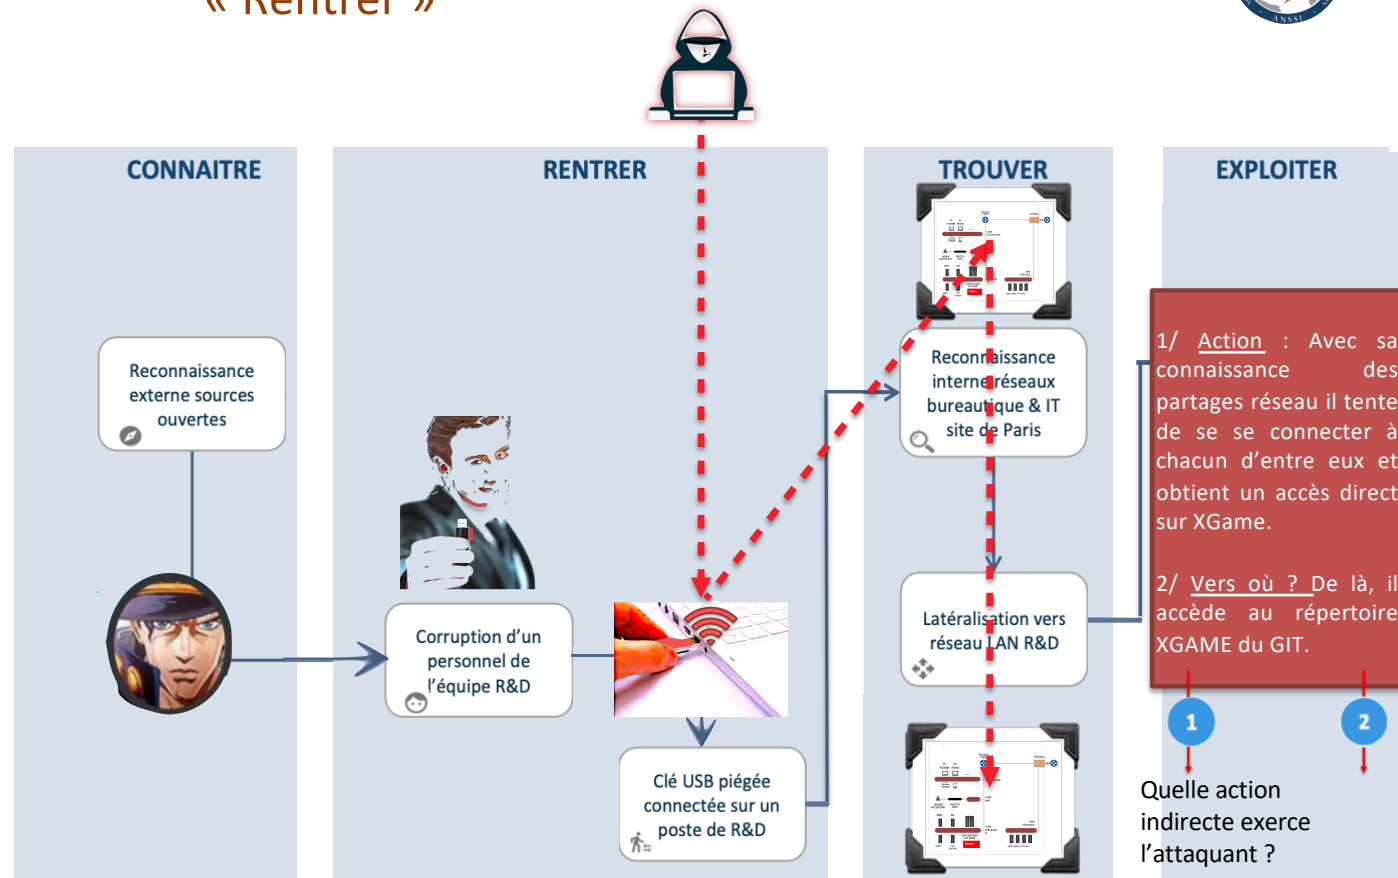 « Rentrer »
ANSSI
CONNAITRE
RENTRER
TROUVER
EXPLOITER
Reconnaissance
externe sources
ouvertes
Corruption d’un
personnel de
l’équipe R&D
Clé USB piégée
connectée sur un
poste de R&D
Reconnaissance
interne réseaux
bureautique & IT
site de Paris
Latéralisation vers
réseau LAN R&D
1/ Action : Avec sa
connaissance des
partages réseau il tente
de se se connecter à
chacun d’entre eux et
obtient un accès direct
sur XGame.
2/ Vers où ? De là, il
accède au répertoire
XGAME du GIT.
1
2
Quelle action
indirecte exerce
l’attaquant ?